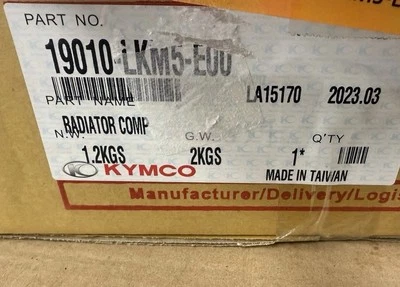 PART NO.
19010-LKM5-E00
PART NAME LA15170 2023.03
RADIATOR COMP
N.W. G.W. Q'TY
1.2KGS 2KGS 1*
KYMCO MADE IN TAIWAN
Manufacturer/Delivery/Logis